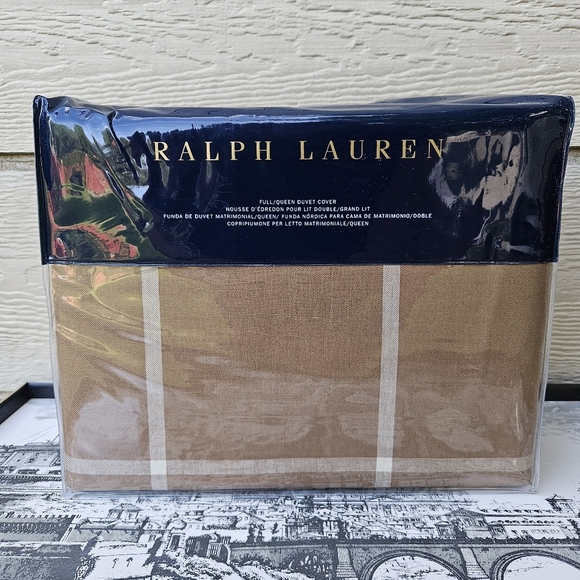 RALPH LAUREN
FULL/QUEEN DUVET COVER
HOUSSE D'ÉDREDON POUR LIT DOUBLE/GRAND LIT
FUNDA DE DUVET MATRIMONIAL/QUEEN/ FUNDA NÓRDICA PARA CAMA DE MATRIMONIO/DOBLE
COPRIPIUMONE PER LETTO MATRIMONIALE/QUEEN